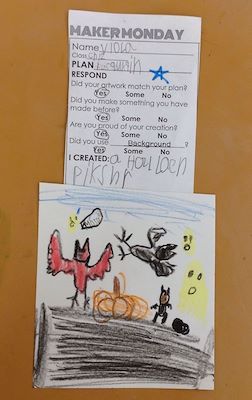 MAKER MONDAY
Name Viola
Class
PLAN
RESPOND
Did your artwork match your plan?
Yes Some No
Did you make something you have
made before?
Yes Some No
Are you proud of your creation?
Yes Some No
Did you use Background ?
Yes Some No
I CREATED: a Houloen
pikshr